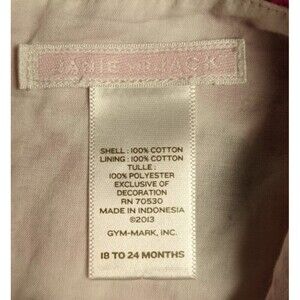 JANIE AND JACK
SHELL : 100% COTTON
LINING : 100% COTTON
TULLE :
100% POLYESTER
EXCLUSIVE OF
DECORATION
RN 70530
MADE IN INDONESIA
©2013
GYM-MARK, INC.
18 TO 24 MONTHS